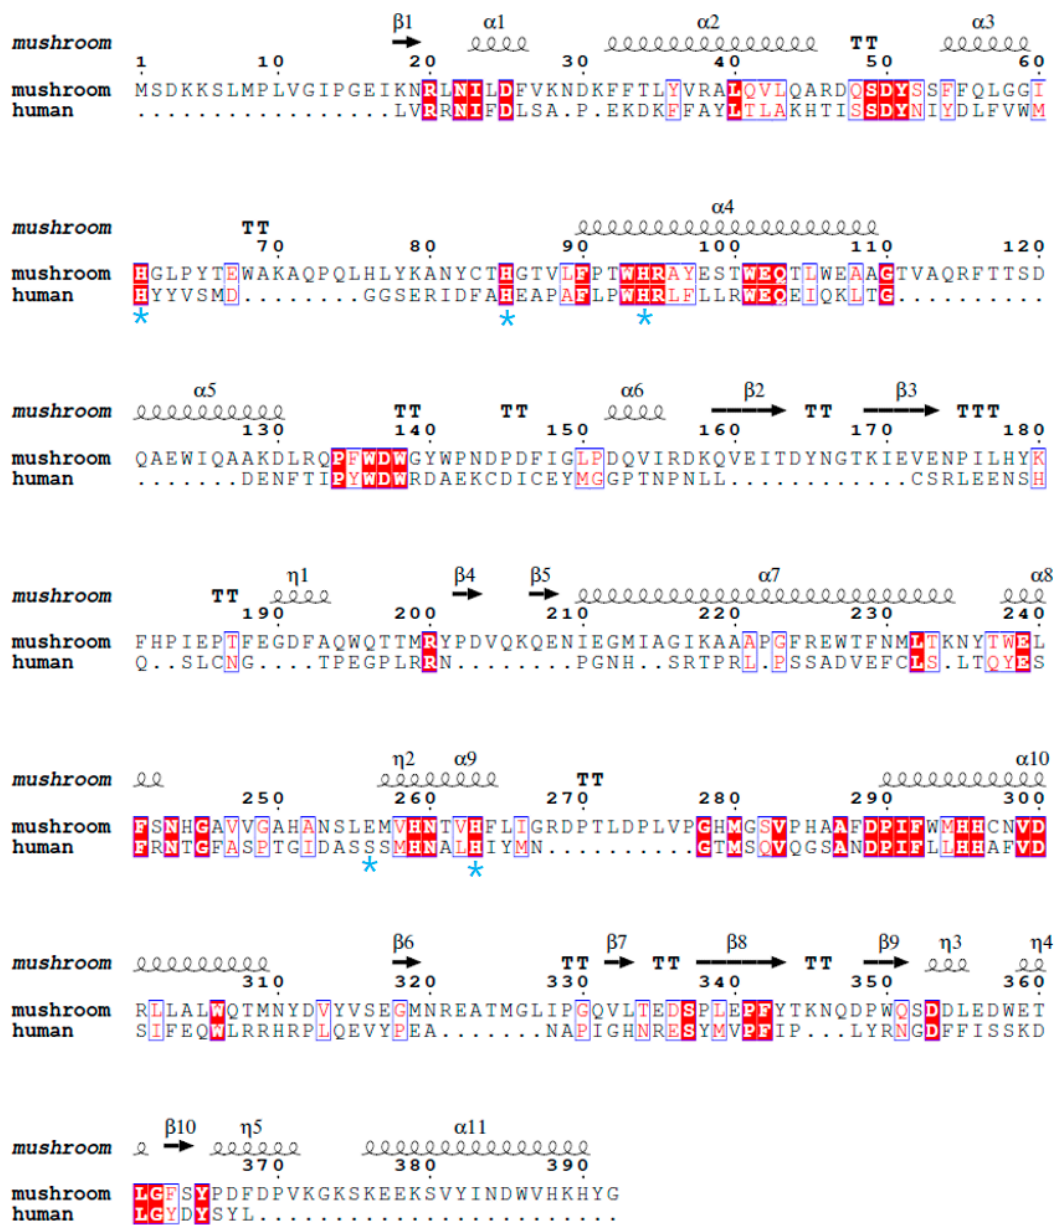 β1 α1 α2 α3
mushroom TT
1 10 20 30 40 50 60
mushroom MSDKKSLMPLVGIPGEIKNRLNILDFVKNDKFFTLYVRALQVLQARDQSDYSSFFQLGGI
human .................LVRRNIFDLSA.P.EKDKFFAYLTLAKHTISSDYNIYDLFVWM
α4
mushroom TT
70 80 90 100 110 120
mushroom HGLPYTEWAKAQPQLHLYKANYCTHGTVLFPTWHRAYESTWEQTLWEAAGTVAQRFTTSD
human HYYVSMD........GGSERIDFAHEAPAFLPWHRLFLLRWEQEIQKLTG..........
* * *
α5 α6 β2 β3
mushroom TT TT TT TTT
130 140 150 160 170 180
mushroom QAEWIQAAKDLRQPFWDWGYWPNDPDFIGLPDQVIRDKQVEITDYNGTKIEVENPILHYK
human .......DENFTIPYWDWRDAEKCDICEYMGGPTNPNLL............CSRLEENSH
η1 β4 β5 α7 α8
mushroom TT
190 200 210 220 230 240
mushroom FHPIEPTFEGDFAQWQTTMRYPDVQKQENIEGMIAGIKAAAPGFREWTFNMLTKNYTWEL
human Q..SLCNG....TPEGPLRRN........PGNH..SRTPRL.PSSADVEFCLS.LTQYES
η2 α9 α10
mushroom TT
250 260 270 280 290 300
mushroom FSNHGAVVGAHANSLEMVHNTVHFLIGRDPTLDPLVPGHMGSVPHAAFDPIFWMHHCNVD
human FRNTGFASPTGIDASSSMHNALHIYMN..........GTMSQVQGSANDPIFLLHHAFVD
* *
β6 β7 β8 β9 η3 η4
mushroom TT TT TT
310 320 330 340 350 360
mushroom RLLALWQTMNYDVYVSEGMNREATMGLIPGQVLTEDSPLEPFYTKNQDPWQSDDLEDWET
human SIFEQWLRRHRPLQEVYPEA.......NAPIGHNRESYMVPFIP...LYRNGDFFISSKD
β10 η5 α11
mushroom
370 380 390
mushroom LGFSYPDFDPVKGKSKEEKSVYINDWVHKHYG
human LGYDYSYL........................